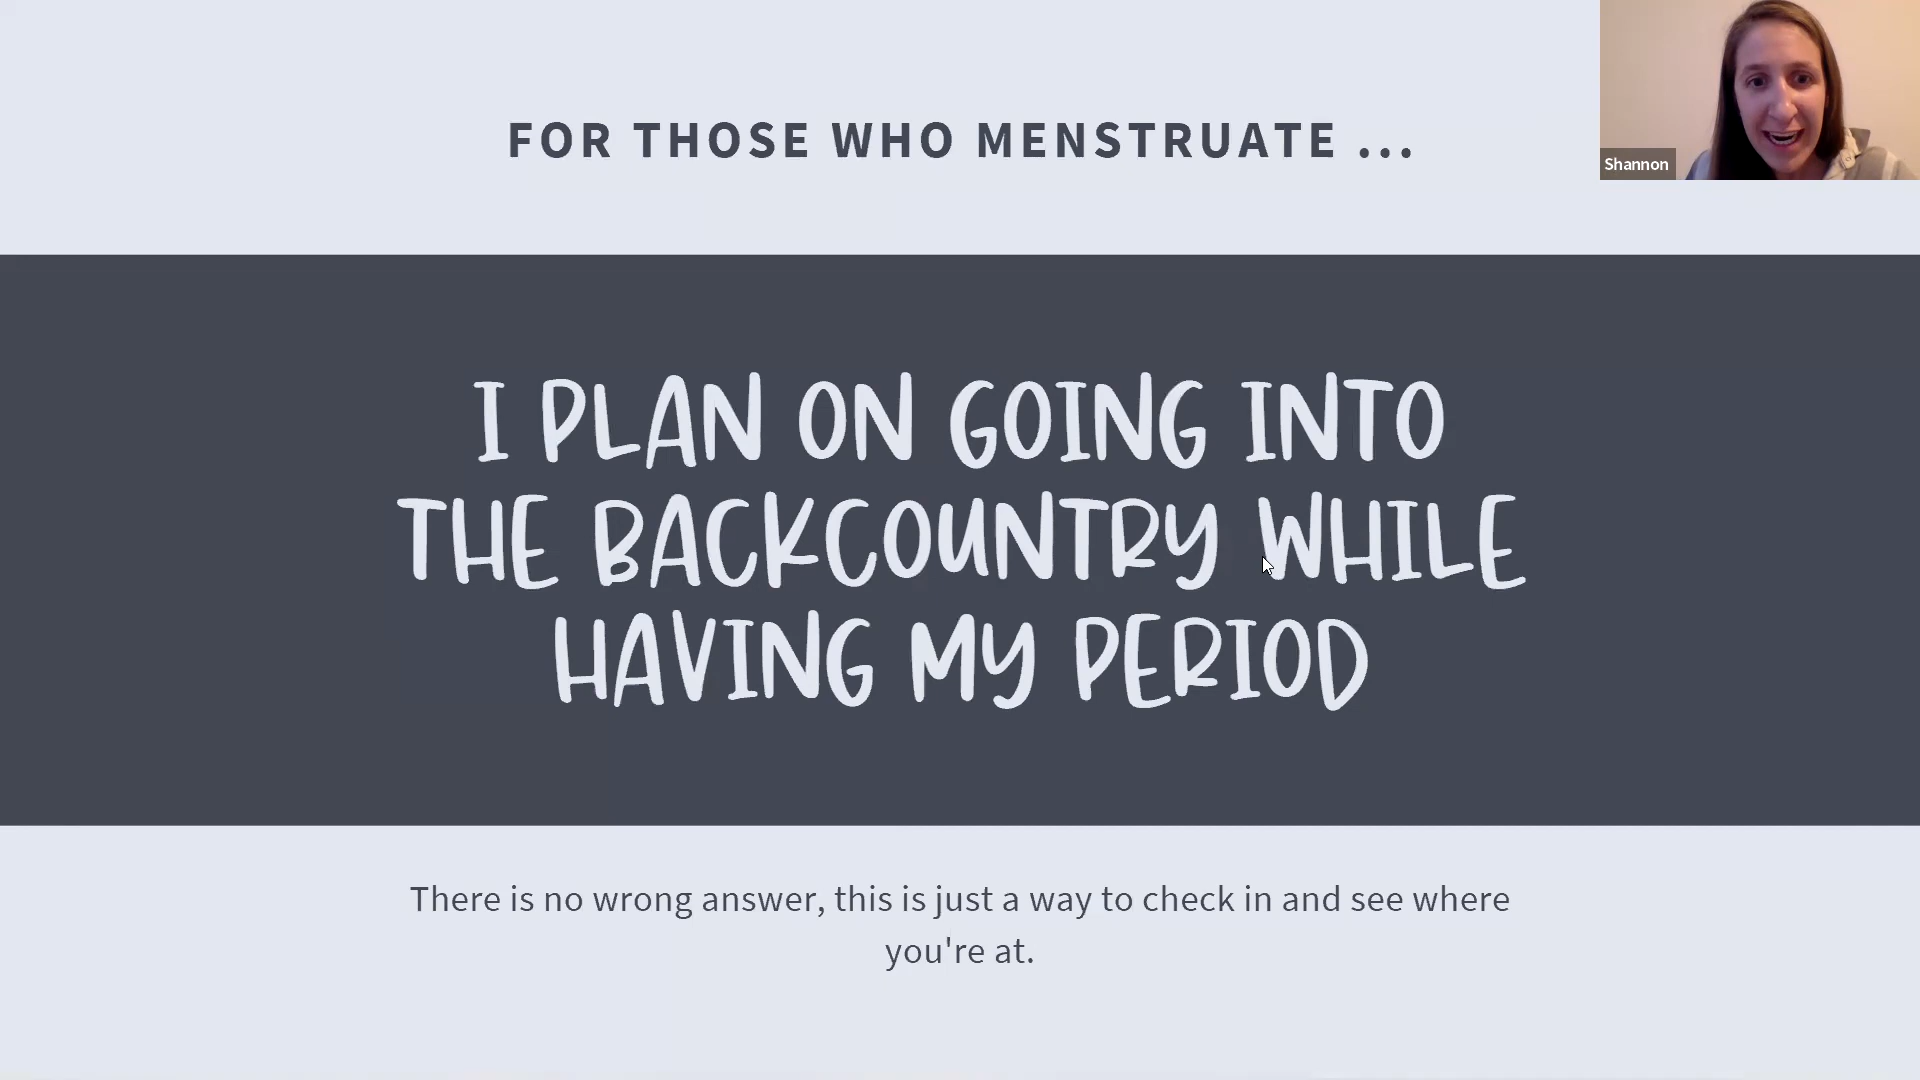 FOR THOSE WHO MENSTRUATE ...
Shannon
I PLAN ON GOING INTO
THE BACKCOUNTRY WHILE
HAVING MY PERIOD
There is no wrong answer, this is just a way to check in and see where
you're at.